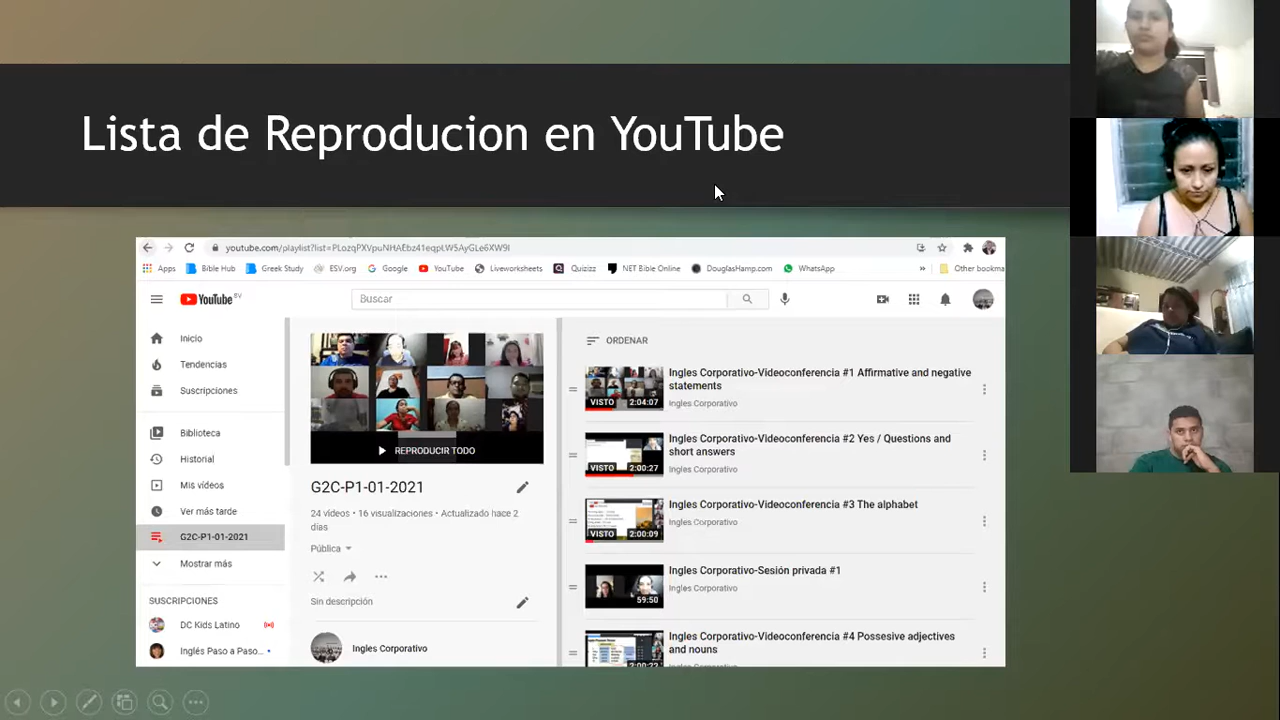 Lista de Reproducion en YouTube
youtube.com/playlist?list=PLozqPXVpuNHAEbz41eqpLW5AyGLe6XW9I
Apps
Bible Hub
Greek Study
ESV.org
Google
YouTube
Liveworksheets
Quizizz
NET Bible Online
DouglasHamp.com
WhatsApp
»
Other bookma
YouTube SV
Buscar
Inicio
Tendencias
Suscripciones
Biblioteca
Historial
Mis vídeos
Ver más tarde
G2C-P1-01-2021
Mostrar más
SUSCRIPCIONES
DC Kids Latino
Inglés Paso a Paso...
REPRODUCIR TODO
G2C-P1-01-2021
24 vídeos • 16 visualizaciones • Actualizado hace 2
días
Pública
Sin descripción
Ingles Corporativo
ORDENAR
VISTO 2:04:07
Ingles Corporativo-Videoconferencia #1 Affirmative and negative
statements
Ingles Corporativo
VISTO 2:00:27
Ingles Corporativo-Videoconferencia #2 Yes / Questions and
short answers
Ingles Corporativo
VISTO 2:00:09
Ingles Corporativo-Videoconferencia #3 The alphabet
Ingles Corporativo
59:50
Ingles Corporativo-Sesión privada #1
Ingles Corporativo
Ingles Corporativo-Videoconferencia #4 Possesive adjectives
and nouns